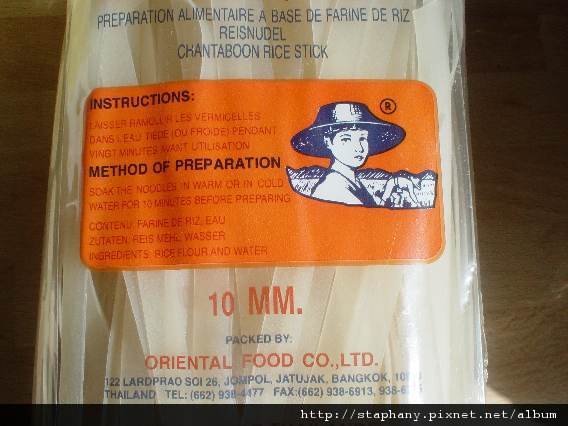 PREPARATION ALIMENTAIRE A BASE DE FARINE DE RIZ
REISNUDEL
CHANTABOON RICE STICK
INSTRUCTIONS:
LAISSER RAMOLLIR LES VERMICELLES
DANS L'EAU TIEDE (OU FROIDE) PENDANT
VINGT MINUTES AVANT UTILISATION
METHOD OF PREPARATION
SOAK THE NOODLES IN WARM OR IN COLD
WATER FOR 10 MINUTES BEFORE PREPARING
CONTENU: FARINE DE RIZ, EAU
ZUTATEN: REIS MEHL, WASSER
INGREDIENTS: RICE FLOUR AND WATER
®
10 MM.
PACKED BY:
ORIENTAL FOOD CO.,LTD.
122 LARDPRAO SOI 26, JOMPOL, JATUJAK, BANGKOK,
THAILAND TEL: (662) 938-4477 FAX:(662) 938-6913,
http://staphany.pixnet.net/album